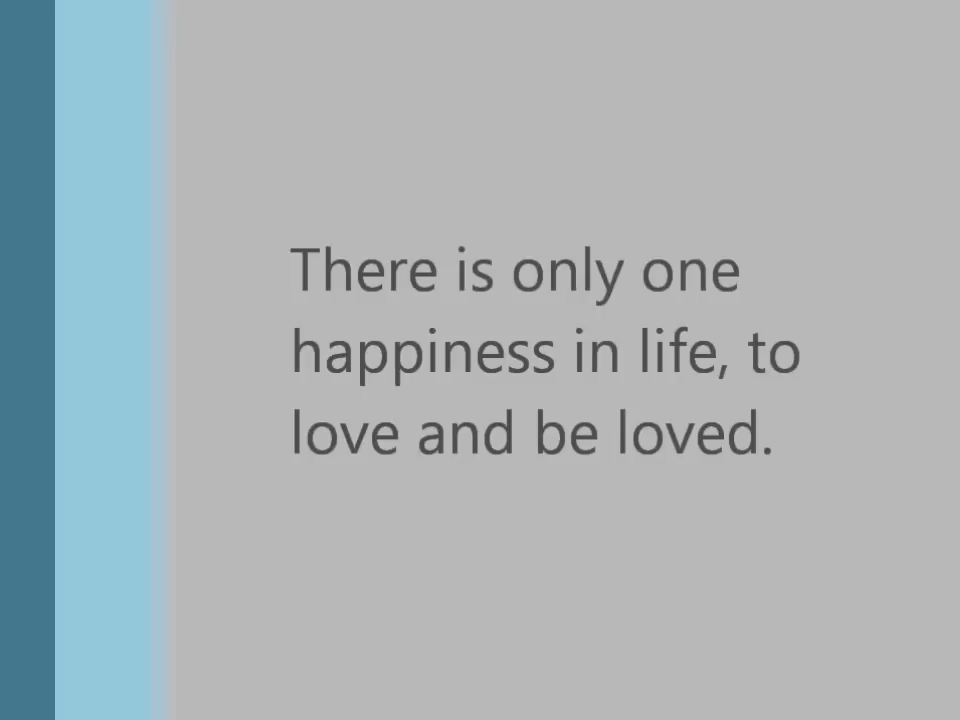 There is only one
happiness in life, to
love and be loved.